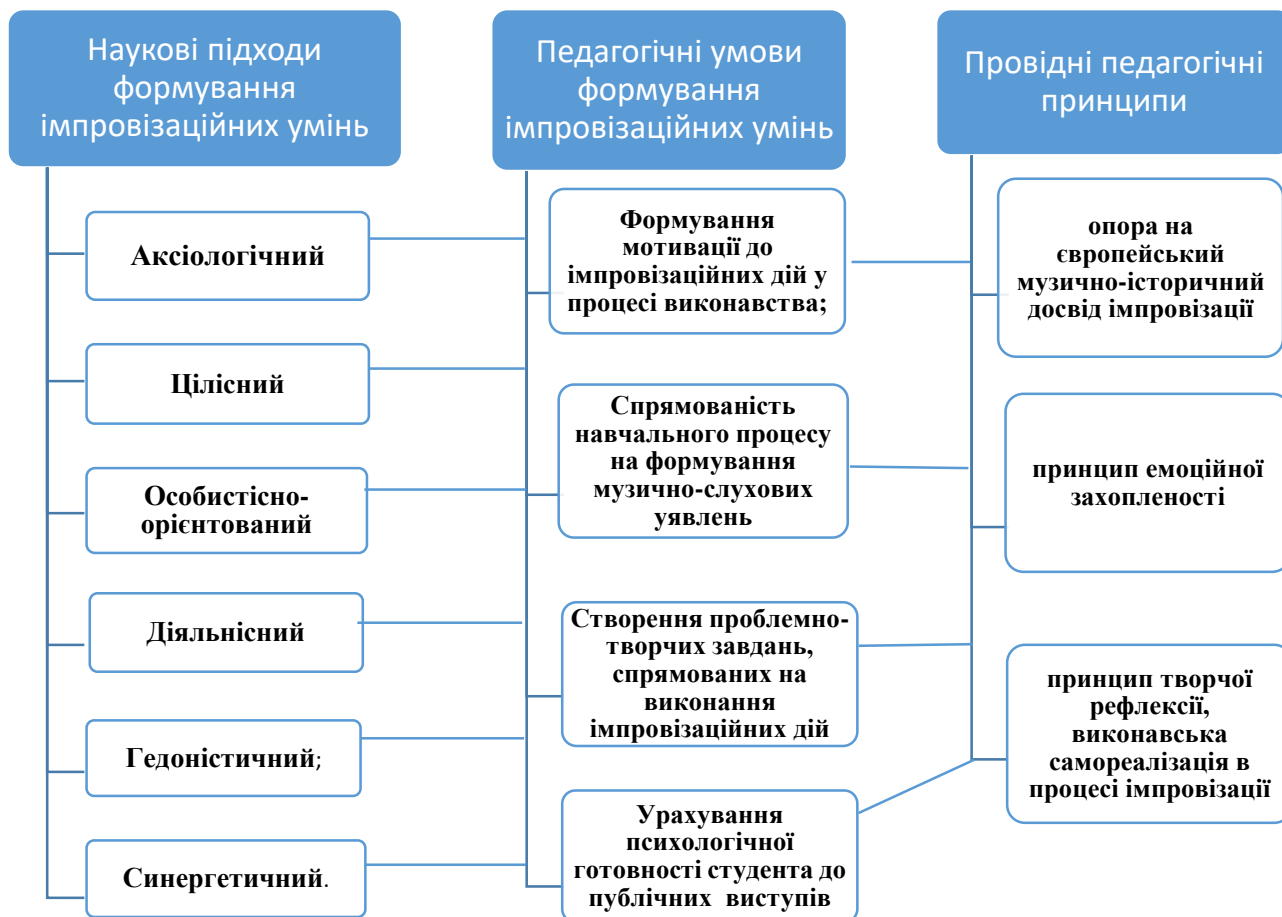 Наукові підходи
формування
імпровізаційних умінь
Аксіологічний
Цілісний
Особистісно-
орієнтований
Діяльнісний
Гедоністичний;
Синергетичний.
Педагогічні умови
формування
імпровізаційних умінь
Формування
мотивації до
імпровізаційних дій у
процесі виконавства;
Спрямованість
навчального процесу
на формування
музично-слухових
уявлень
Створення проблемно-
творчих завдань,
спрямованих на
виконання
імпровізаційних дій
Урахування
психологічної
готовності студента до
публічних виступів
Провідні педагогічні
принципи
опора на
європейський
музично-історичний
досвід імпровізації
принцип емоційної
захопленості
принцип творчої
рефлексії,
виконавська
самореалізація в
процесі імпровізації